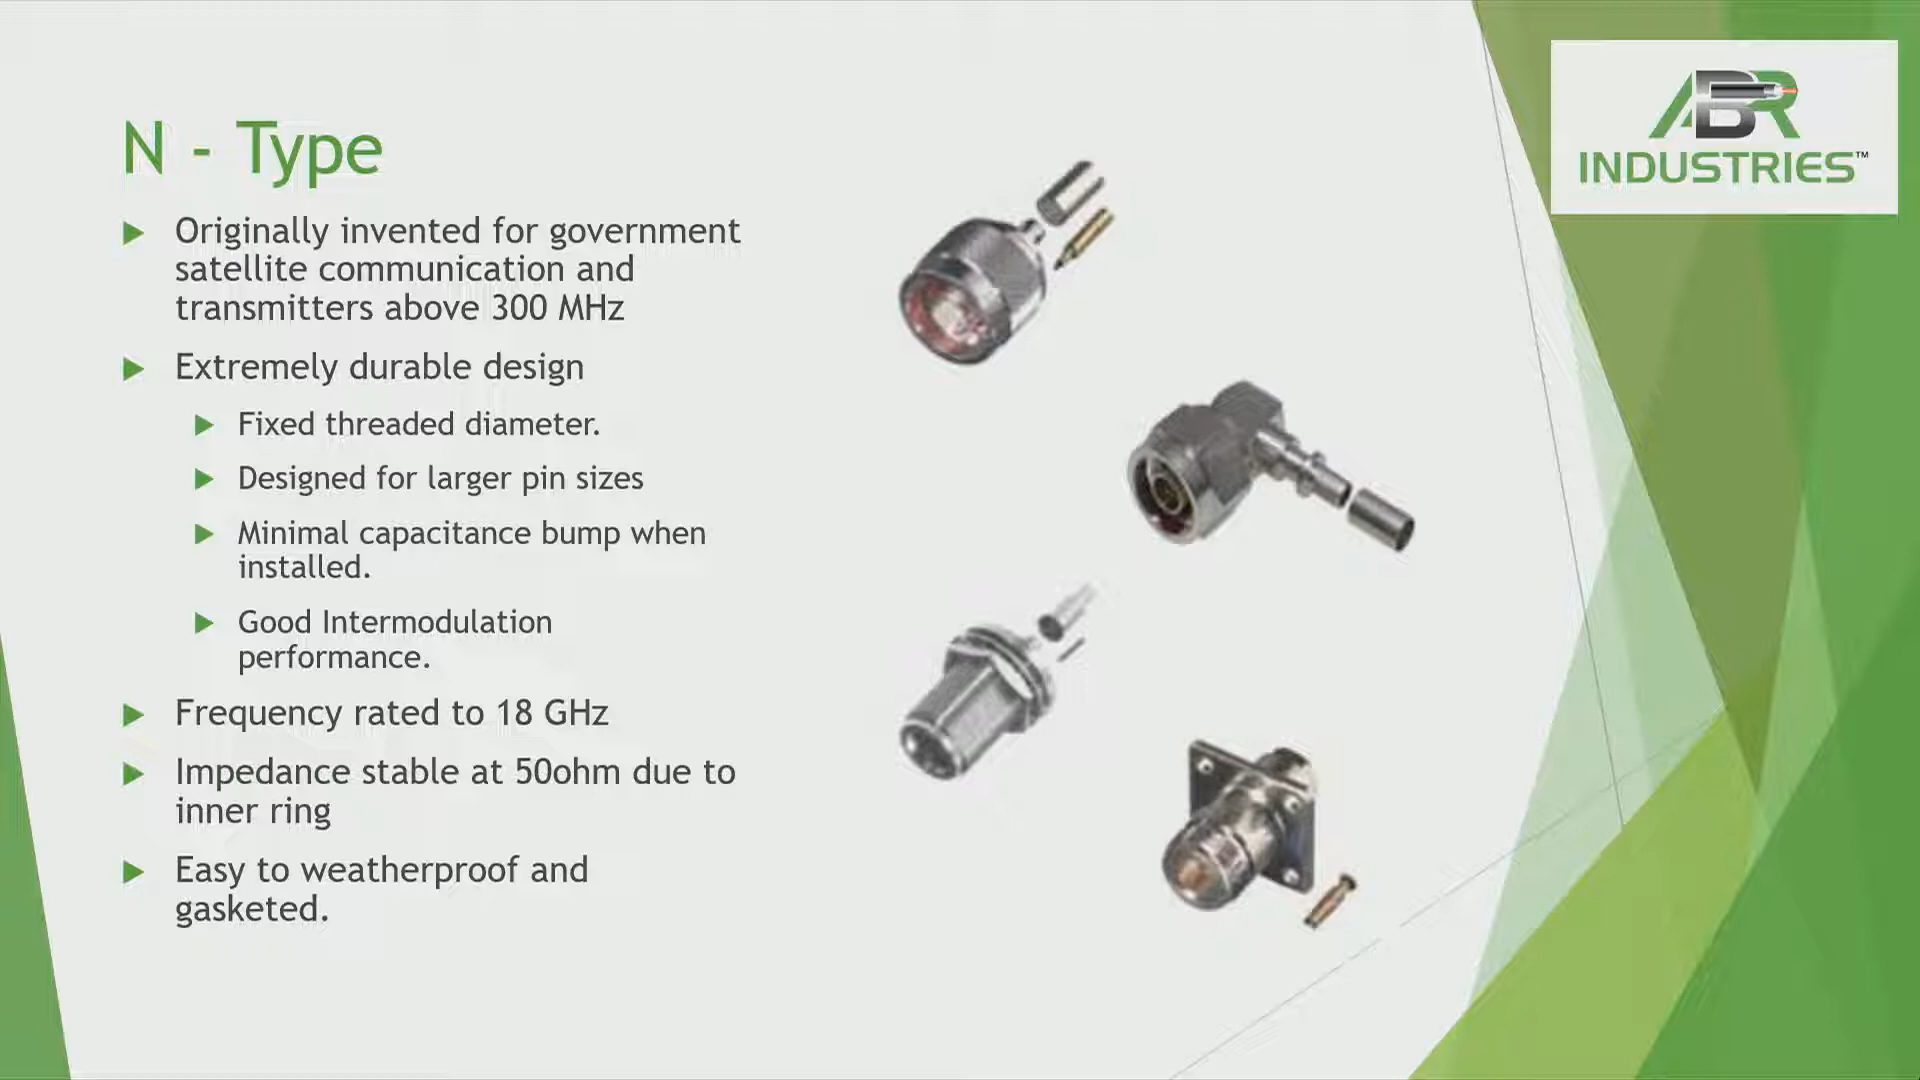 N - Type
Originally invented for government
satellite communication and
transmitters above 300 MHz
Extremely durable design
Fixed threaded diameter.
Designed for larger pin sizes
Minimal capacitance bump when
installed.
Good Intermodulation
performance.
Frequency rated to 18 GHz
Impedance stable at 50ohm due to
inner ring
Easy to weatherproof and
gasketed.
ABR
INDUSTRIES™